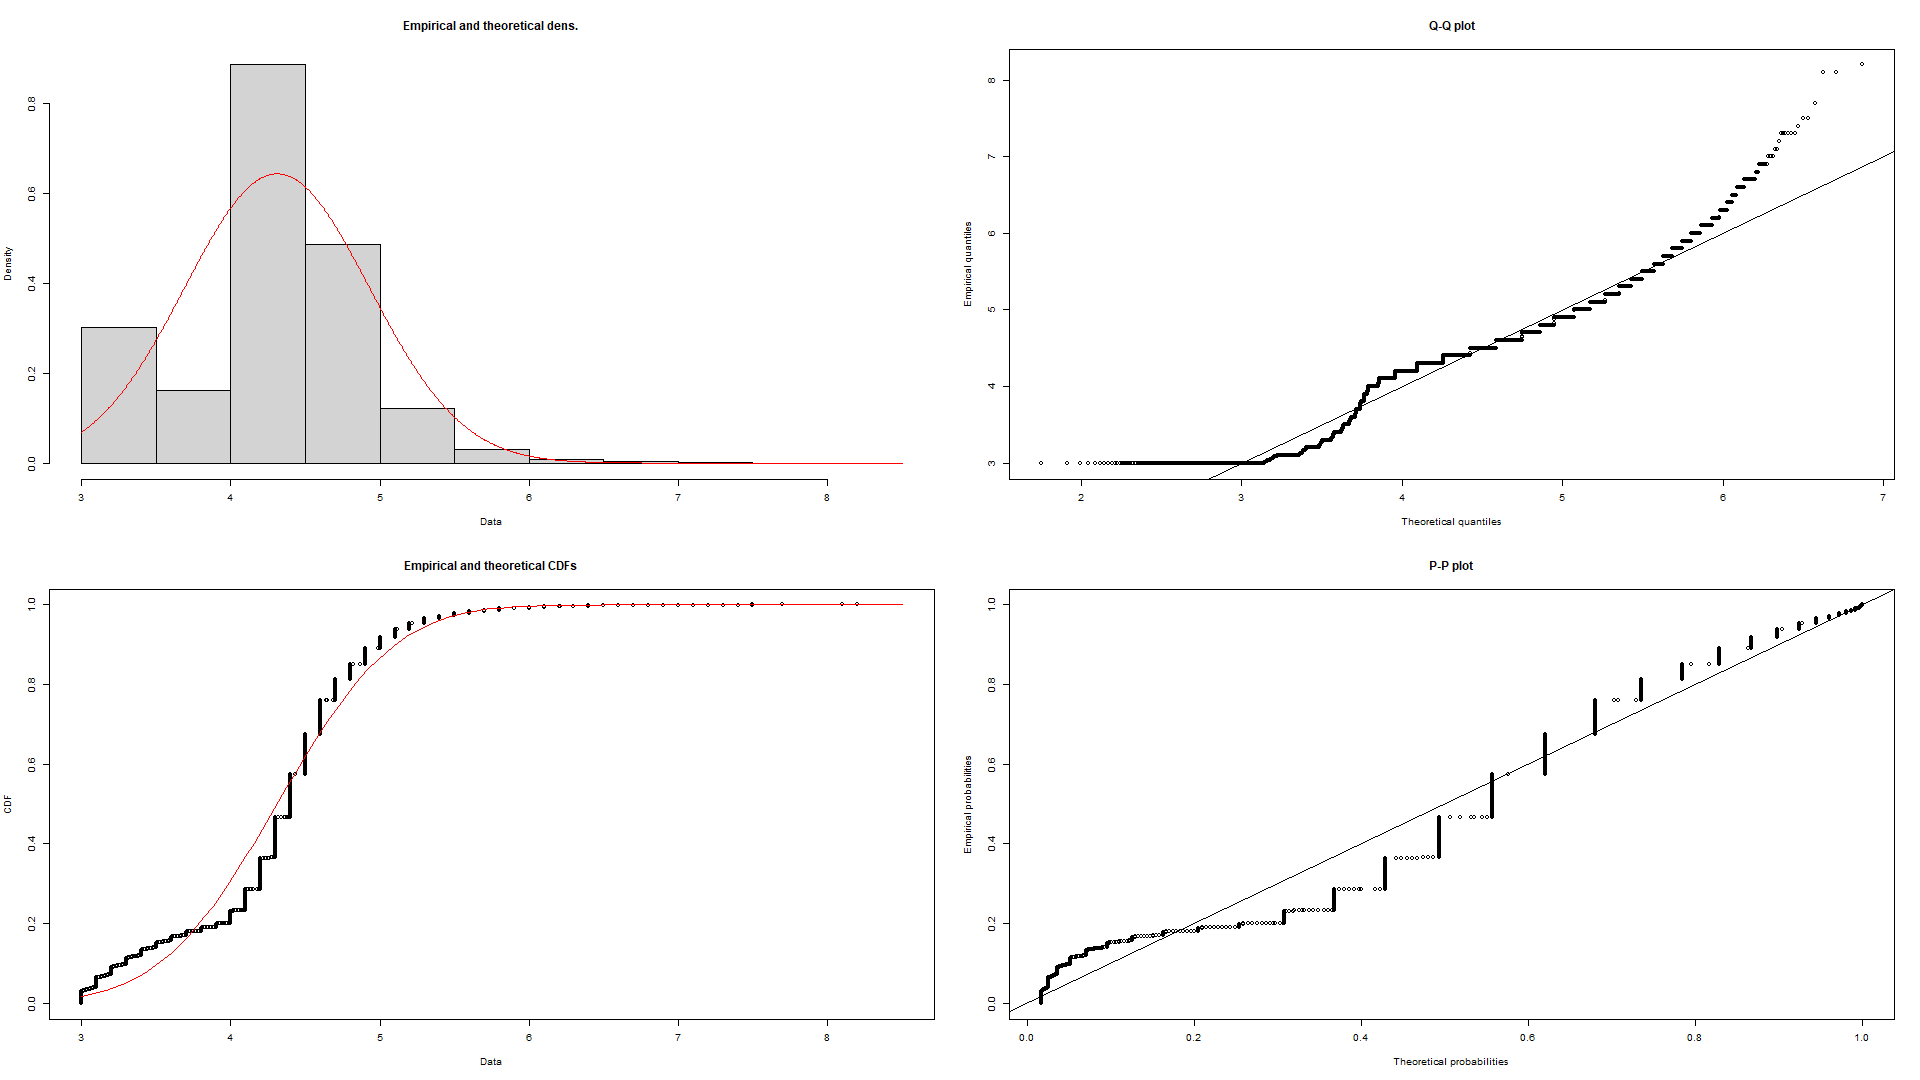 Empirical and theoretical dens.
Density
0.0 0.2 0.4 0.6 0.8
3 4 5 6 7 8
Data
Q-Q plot
Empirical quantiles
3 4 5 6 7 8
2 3 4 5 6 7
Theoretical quantiles
Empirical and theoretical CDFs
CDF
0.0 0.2 0.4 0.6 0.8 1.0
3 4 5 6 7 8
Data
P-P plot
Empirical probabilities
0.0 0.2 0.4 0.6 0.8 1.0
0.0 0.2 0.4 0.6 0.8 1.0
Theoretical probabilities